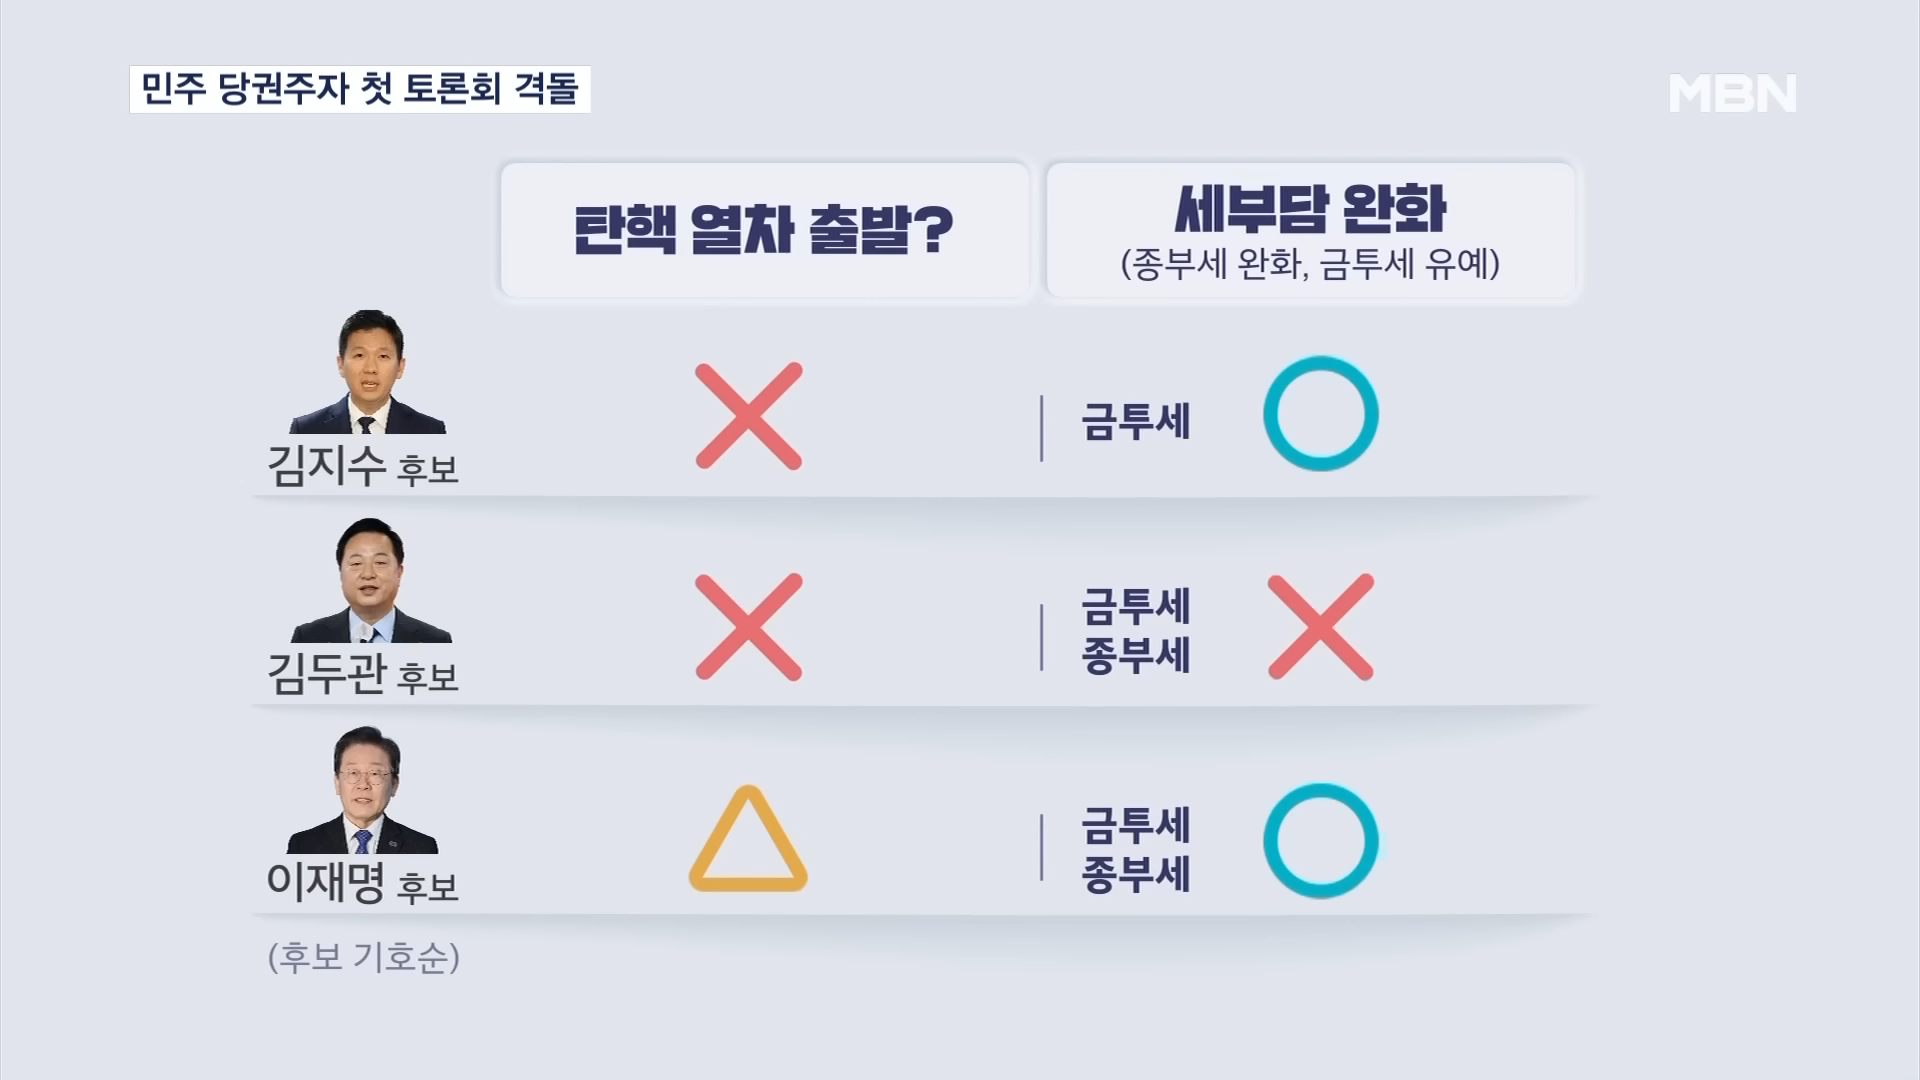 민주 당권주자 첫 토론회 격돌
MBN
탄핵 열차 출발?
세부담 완화
(종부세 완화, 금투세 유예)
김지수 후보
금투세
김두관 후보
금투세
종부세
이재명 후보
금투세
종부세
(후보 기호순)